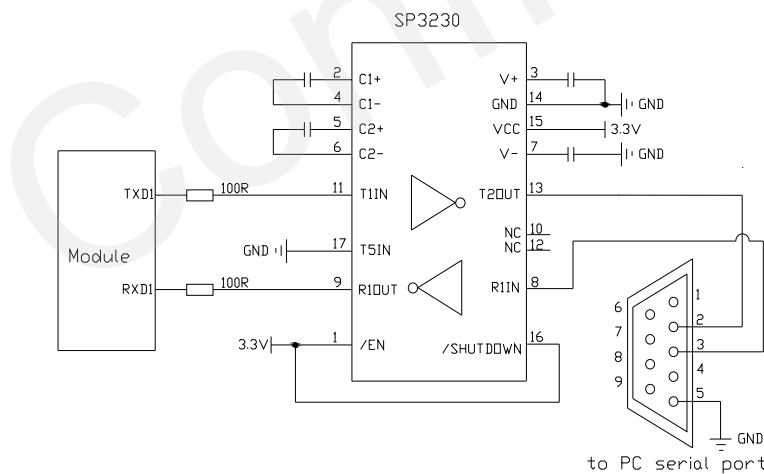 SP3230
2 C1+ V+ 3
4 C1- GND 14 GND
5 C2+ VCC 15 3.3V
6 C2- V- 7 GND
TXD1 100R 11 T1IN T2OUT 13
NC 10
GND 17 T5IN NC 12
Module
RXD1 100R 9 R1OUT R1IN 8
3.3V 1 /EN /SHUTDOWN 16
1
6
2
7
3
8
4
9
5
GND
to PC serial port